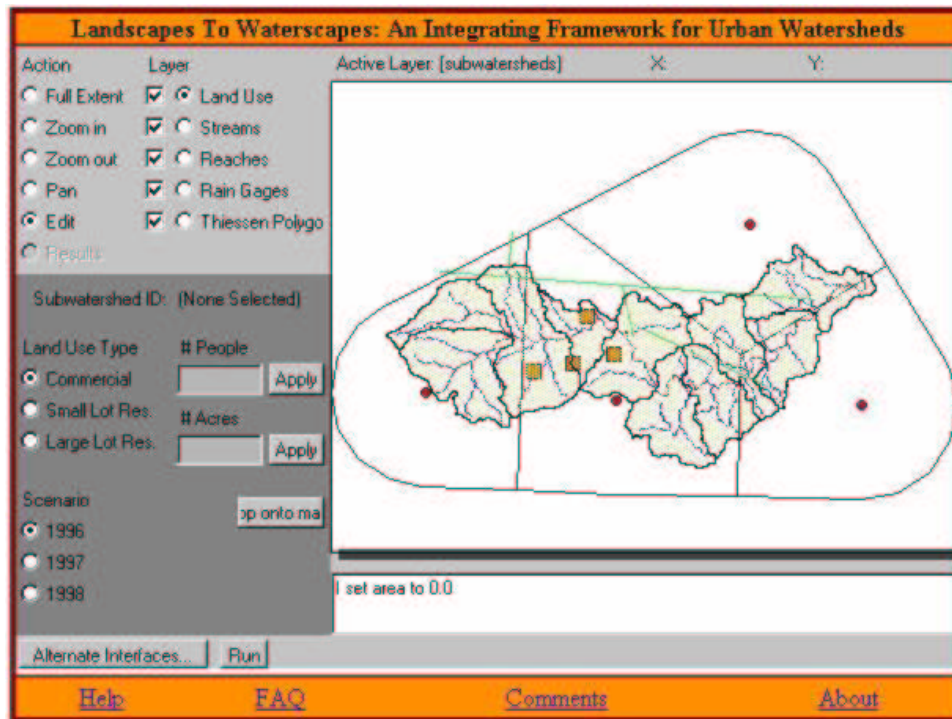 Landscapes To Waterscapes: An Integrating Framework for Urban Watersheds
Action Layer Active Layer: [subwatersheds] X: Y:
Full Extent Land Use
Zoom in Streams
Zoom out Reaches
Pan Rain Gages
Edit Thiessen Polygo
Results
Subwatershed ID: (None Selected)
Land Use Type # People
Commercial Apply
Small Lot Res. # Acres
Large Lot Res. Apply
Scenario
1996 op onto ma
1997
1998
I set area to 0.0
Alternate Interfaces... Run
Help FAQ Comments About